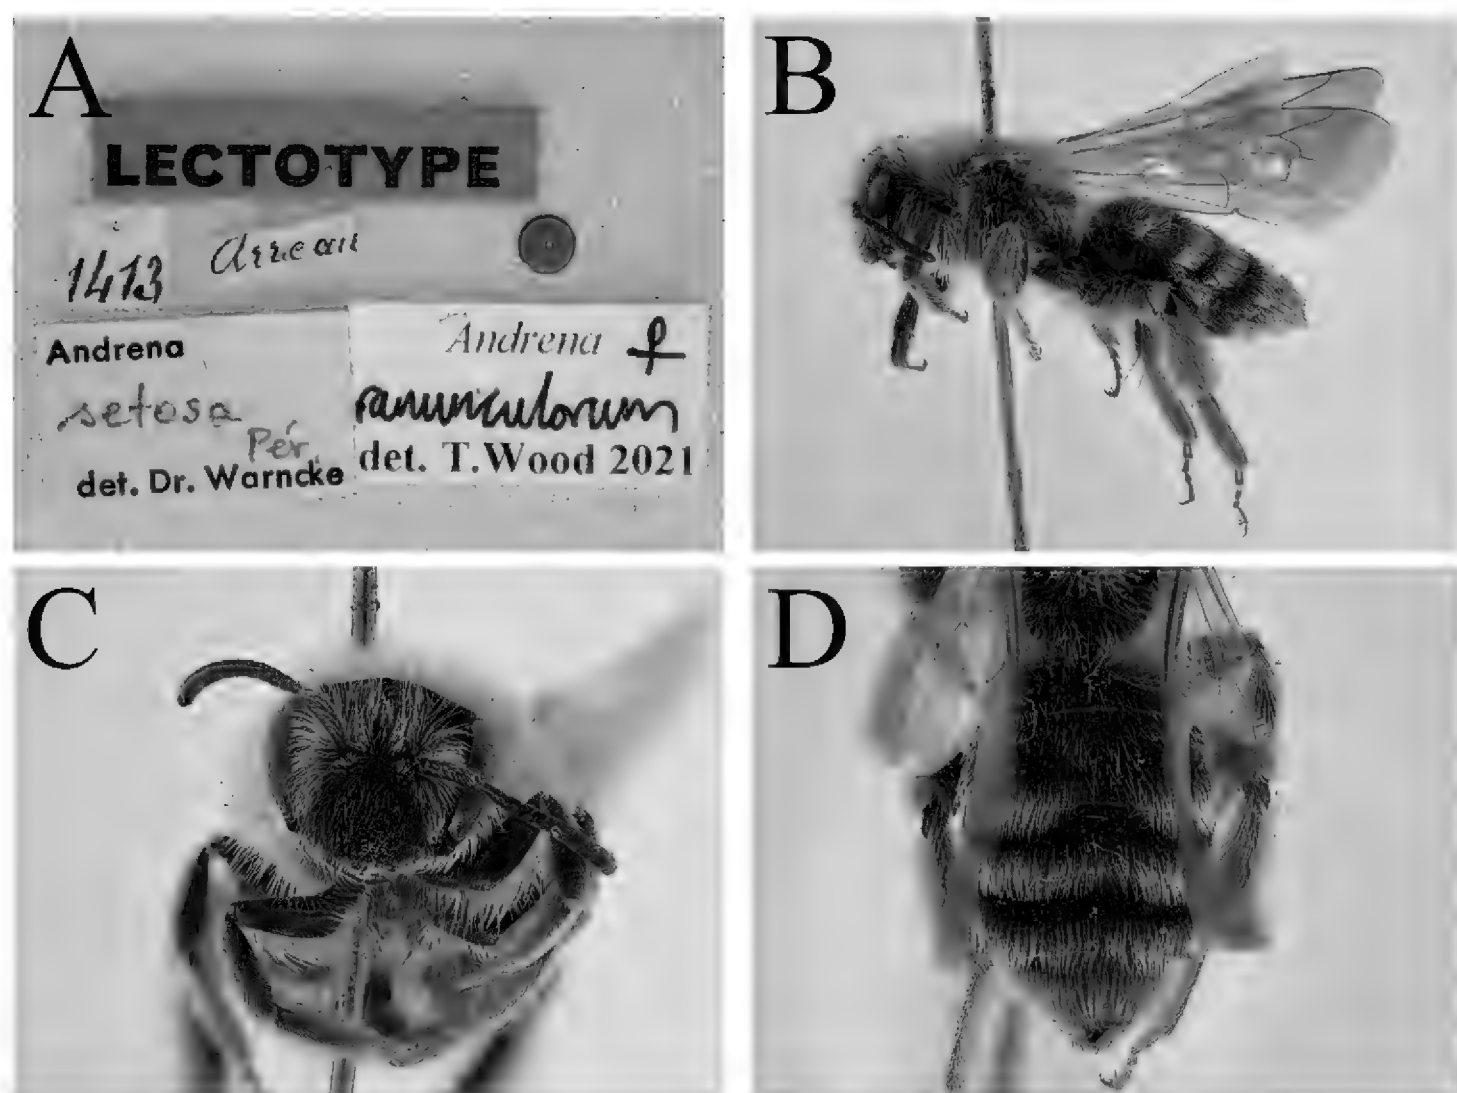 A
LECTOTYPE
1413
Arreau
Andrena
setosa
Pér.
det. Dr. Warncke
Andrena ♀
ranunculorum
det. T.Wood 2021
B
C
D